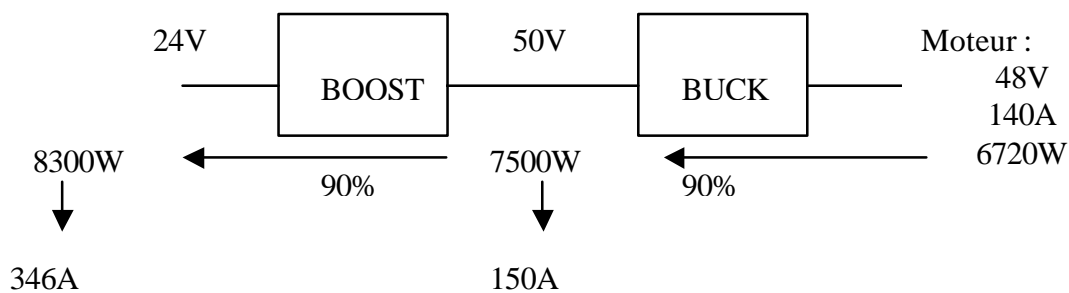 24V 50V Moteur :
BOOST BUCK 48V
140A
8300W 7500W 6720W
90% 90%
346A 150A